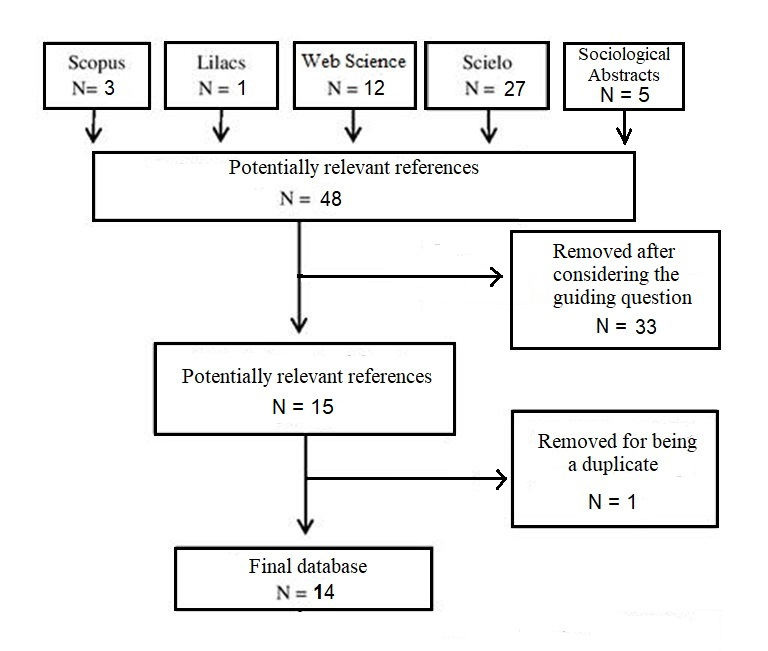 Scopus
N= 3
Lilacs
N = 1
Web Science
N = 12
Scielo
N = 27
Sociological
Abstracts
N = 5
Potentially relevant references
N = 48
Removed after
considering the
guiding question
N = 33
Potentially relevant references
N = 15
Removed for being
a duplicate
N = 1
Final database
N = 14